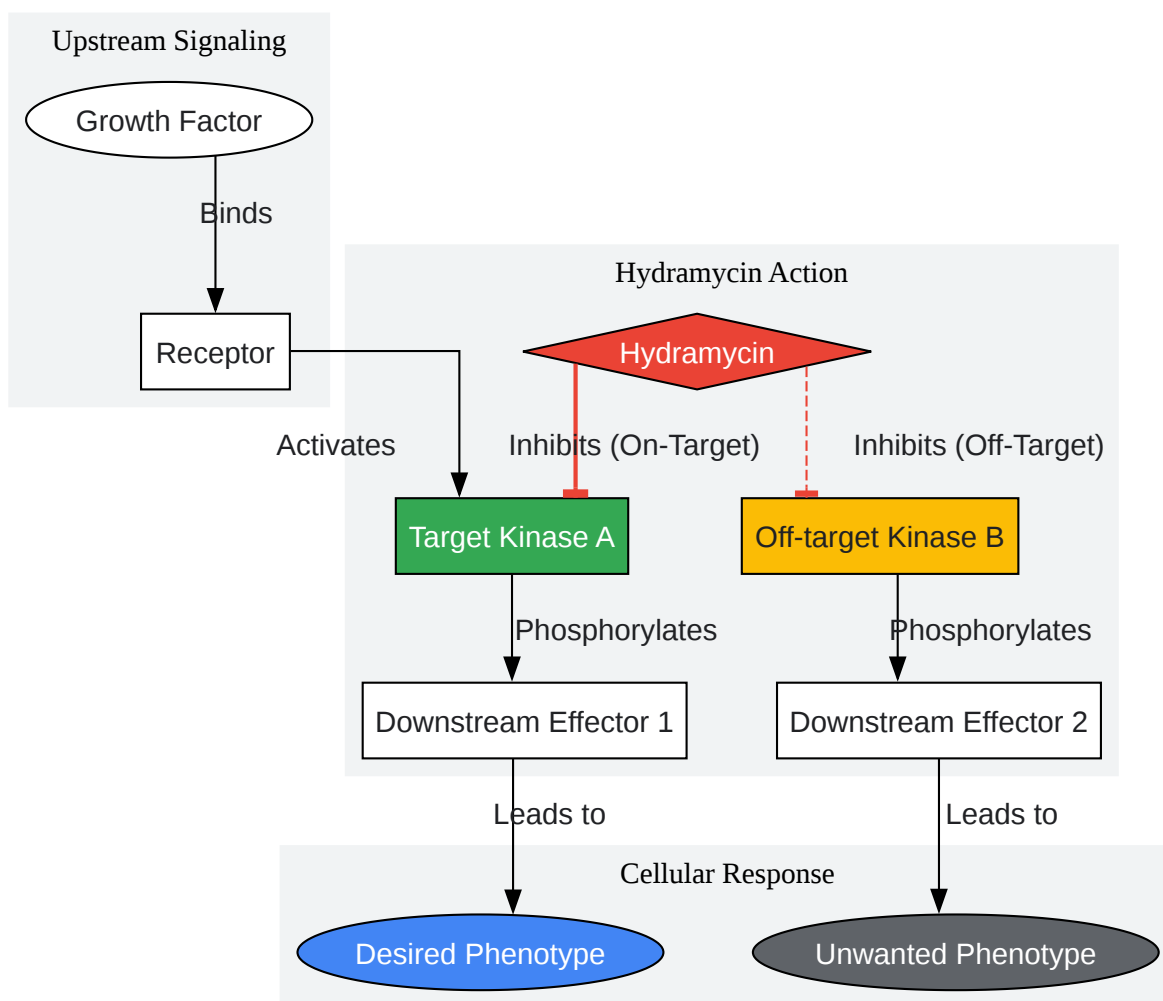 Upstream Signaling
Growth Factor
Binds
Hydramycin Action
Receptor
Hydramycin
Activates
Inhibits (On-Target)
Inhibits (Off-Target)
Target Kinase A
Off-target Kinase B
Phosphorylates
Phosphorylates
Downstream Effector 1
Downstream Effector 2
Leads to
Leads to
Cellular Response
Desired Phenotype
Unwanted Phenotype